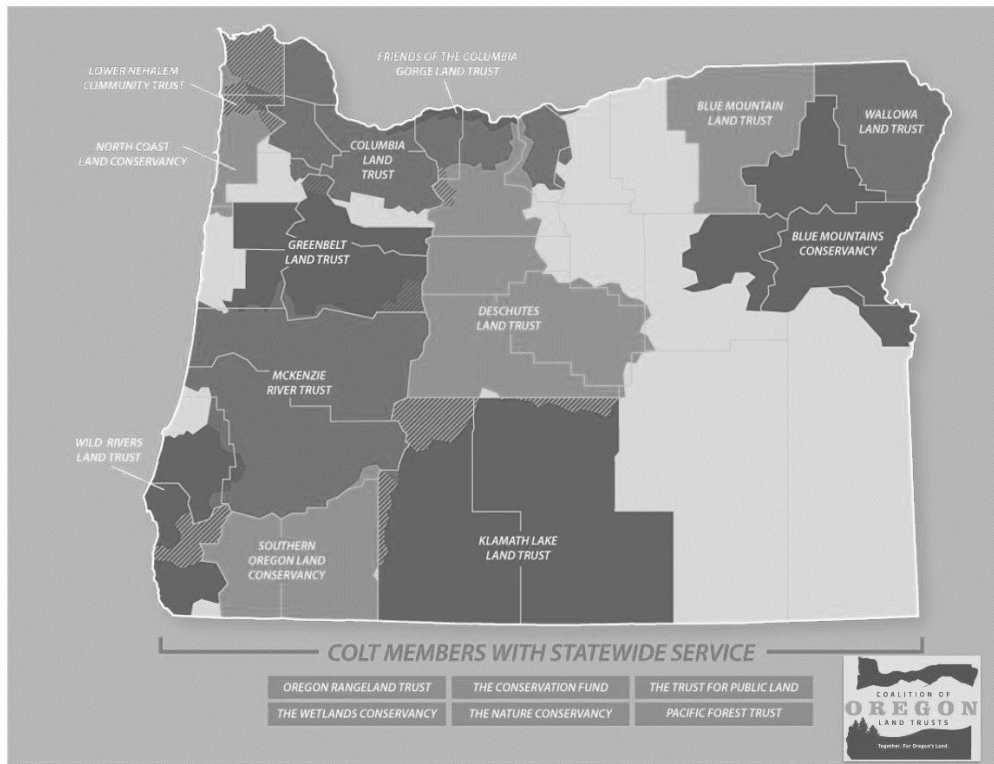 FRIENDS OF THE COLUMBIA
GORGE LAND TRUST
LOWER NEHALEM
COMMUNITY TRUST
BLUE MOUNTAIN
LAND TRUST
WALLOWA
LAND TRUST
NORTH COAST
LAND CONSERVANCY
COLUMBIA
LAND
TRUST
GREENBELT
LAND TRUST
BLUE MOUNTAINS
CONSERVANCY
DESCHUTES
LAND TRUST
MCKENZIE
RIVER TRUST
WILD RIVERS
LAND TRUST
SOUTHERN
OREGON LAND
CONSERVANCY
KLAMATH LAKE
LAND TRUST
COLT MEMBERS WITH STATEWIDE SERVICE
OREGON RANGELAND TRUST
THE CONSERVATION FUND
THE TRUST FOR PUBLIC LAND
THE WETLANDS CONSERVANCY
THE NATURE CONSERVANCY
PACIFIC FOREST TRUST
COALITION OF
OREGON
LAND TRUSTS
Together. For Oregon's Land.